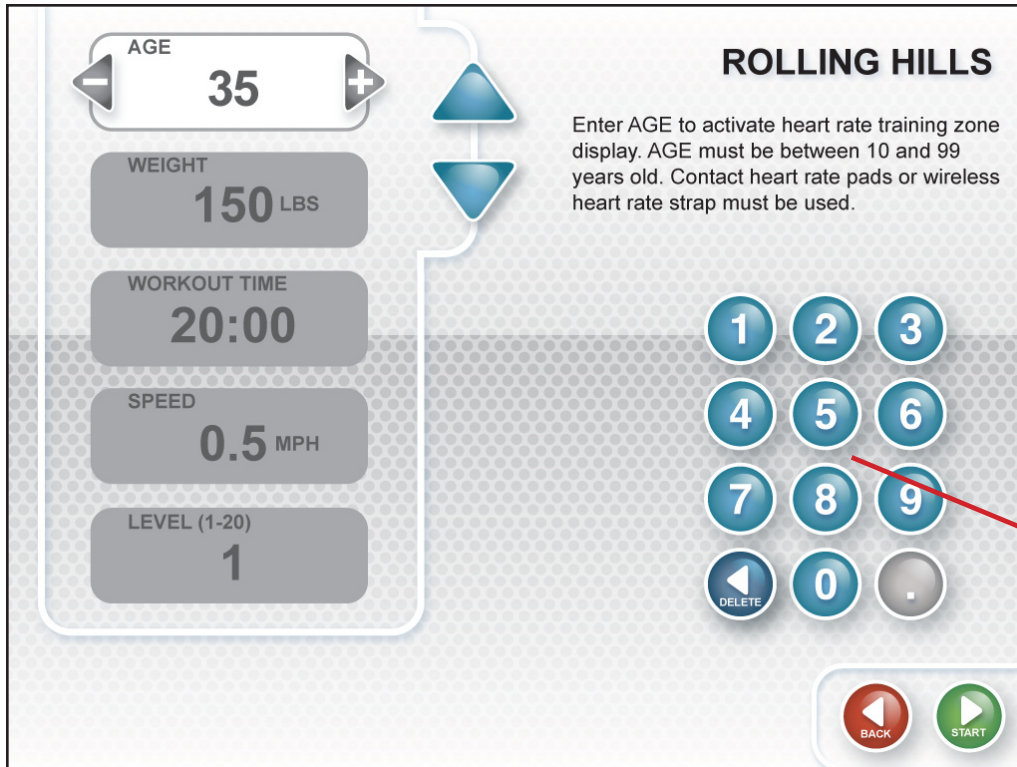 AGE
35
WEIGHT
150 LBS
WORKOUT TIME
20:00
SPEED
0.5 MPH
LEVEL (1-20)
1
ROLLING HILLS
Enter AGE to activate heart rate training zone
display. AGE must be between 10 and 99
years old. Contact heart rate pads or wireless
heart rate strap must be used.
1 2 3
4 5 6
7 8 9
DELETE 0 .
BACK START